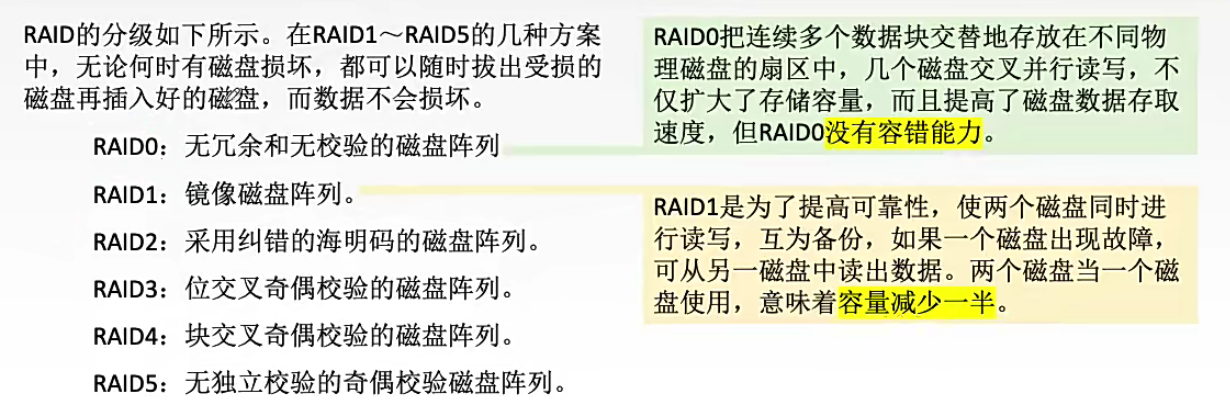 RAID的分级如下所示。在RAID1～RAID5的几种方案
中，无论何时有磁盘损坏，都可以随时拔出受损的
磁盘再插入好的磁盘，而数据不会损坏。
RAID0：无冗余和无校验的磁盘阵列
RAID1：镜像磁盘阵列。
RAID2：采用纠错的海明码的磁盘阵列。
RAID3：位交叉奇偶校验的磁盘阵列。
RAID4：块交叉奇偶校验的磁盘阵列。
RAID5：无独立校验的奇偶校验磁盘阵列。
RAID0把连续多个数据块交替地存放在不同物
理磁盘的扇区中，几个磁盘交叉并行读写，不
仅扩大了存储容量，而且提高了磁盘数据存取
速度，但RAID0没有容错能力。
RAID1是为了提高可靠性，使两个磁盘同时进
行读写，互为备份，如果一个磁盘出现故障，
可从另一磁盘中读出数据。两个磁盘当一个磁
盘使用，意味着容量减少一半。